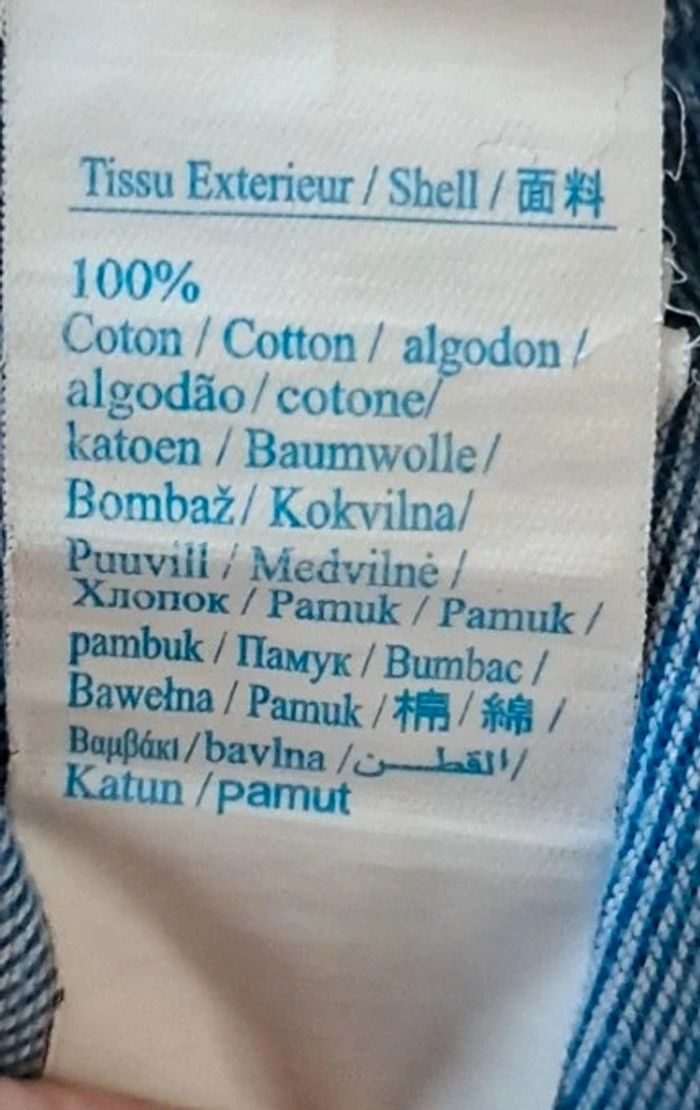 Tissu Exterieur / Shell / 面料
100%
Coton / Cotton / algodon /
algodão / cotone/
katoen / Baumwolle /
Bombaž / Kokvilna/
Puuvill / Medvilnė /
Хлопок / Pamuk / Pamuk /
pambuk / Памук / Bumbac /
Bawełna / Pamuk / 棉 / 綿 /
Βαμβάκι / bavlna / القطـــن /
Katun / pamut